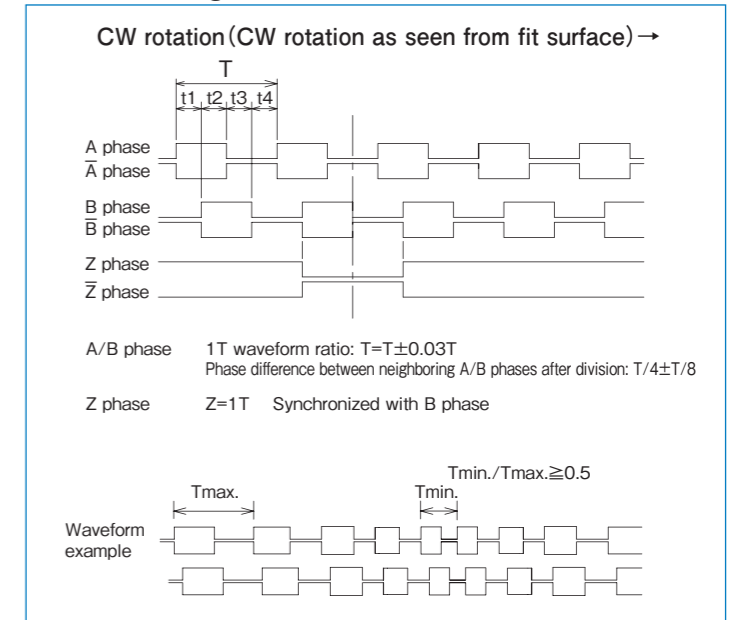 CW rotation(CW rotation as seen from fit surface)→
T
t1 t2 t3 t4
A phase
A̅ phase
B phase
B̅ phase
Z phase
Z̅ phase
A/B phase 1T waveform ratio: T=T±0.03T
Phase difference between neighboring A/B phases after division: T/4±T/8
Z phase Z=1T Synchronized with B phase
Tmin./Tmax.≧0.5
Tmax. Tmin.
Waveform
example